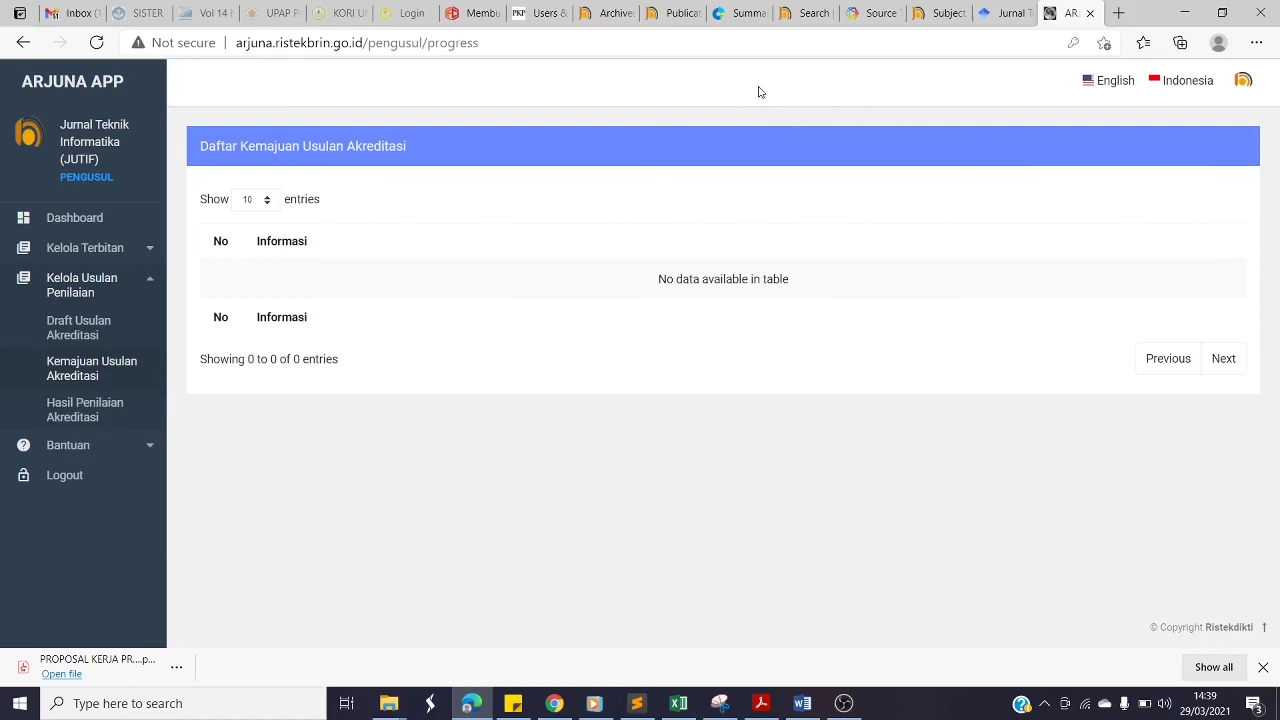 Inbox (
SISTER
Vol 14
UPAP P
KORI U
Login
Membu
PKP Users &
Archive
Publicat
Summa
Search
Source
Subject
Jurnal T
AR
Not secure | arjuna.ristekbrin.go.id/pengusul/progress
ARJUNA APP
English
Indonesia
Jurnal Teknik
Informatika
(JUTIF)
PENGUSUL
Dashboard
Kelola Terbitan
Kelola Usulan
Penilaian
Draft Usulan
Akreditasi
Kemajuan Usulan
Akreditasi
Hasil Penilaian
Akreditasi
Bantuan
Logout
Daftar Kemajuan Usulan Akreditasi
Show 10 entries
No Informasi
No data available in table
No Informasi
Showing 0 to 0 of 0 entries
Previous Next
© Copyright Ristekdikti
PROPOSAL KERJA PR....p...
Open file
Show all
Type here to search
14:39
29/03/2021
3